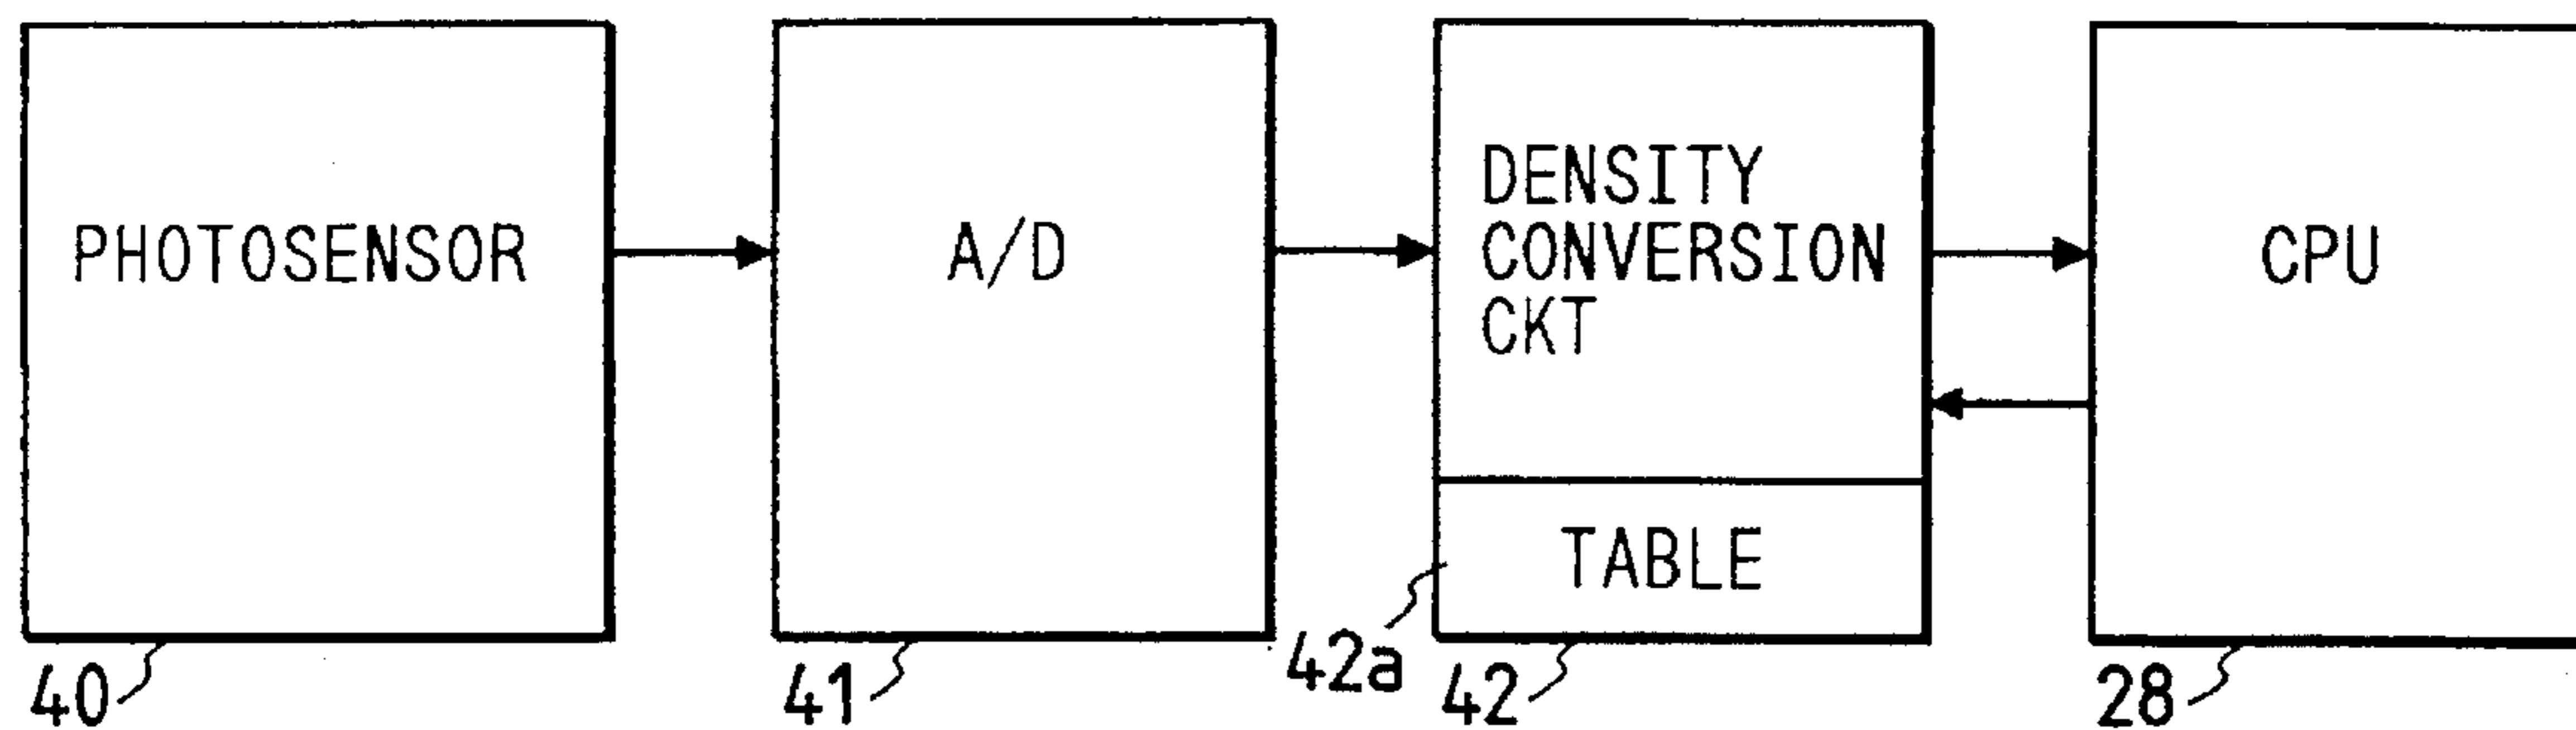 PHOTOSENSOR
A/D
DENSITY
CONVERSION
CKT
CPU
TABLE
40
41
42a
42
28